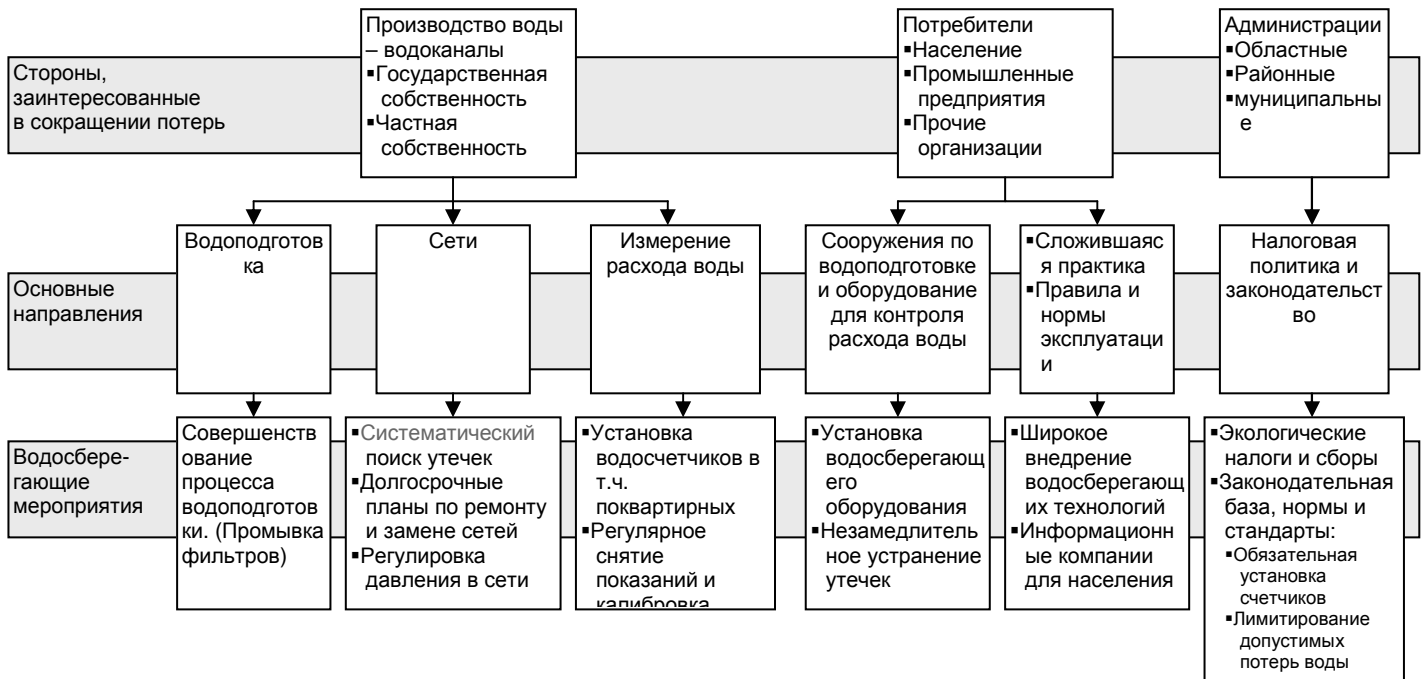 Стороны,
заинтересованные
в сокращении потерь
Производство воды
– водоканалы
▪Государственная
собственность
▪Частная
собственность
Потребители
▪Население
▪Промышленные
предприятия
▪Прочие
организации
Администрации
▪Областные
▪Районные
▪муниципальны
е
Основные
направления
Водоподготов
ка
Сети
Измерение
расхода воды
Сооружения по
водоподготовке
и оборудование
для контроля
расхода воды
▪Сложившаяс
я практика
▪Правила и
нормы
эксплуатаци
и
Налоговая
политика и
законодательст
во
Водосбере-
гающие
мероприятия
Совершенств
ование
процесса
водоподготов
ки. (Промывка
фильтров)
▪Систематический
поиск утечек
▪Долгосрочные
планы по ремонту
и замене сетей
▪Регулировка
давления в сети
▪Установка
водосчетчиков в
т.ч.
поквартирных
▪Регулярное
снятие
показаний и
калибровка
▪Установка
водосберегающ
его
оборудования
▪Незамедлитель
ное устранение
утечек
▪Широкое
внедрение
водосберегающ
их технологий
▪Информационн
ые компании
для населения
▪Экологические
налоги и сборы
▪Законодательная
база, нормы и
стандарты:
▪Обязательная
установка
счетчиков
▪Лимитирование
допустимых
потерь воды